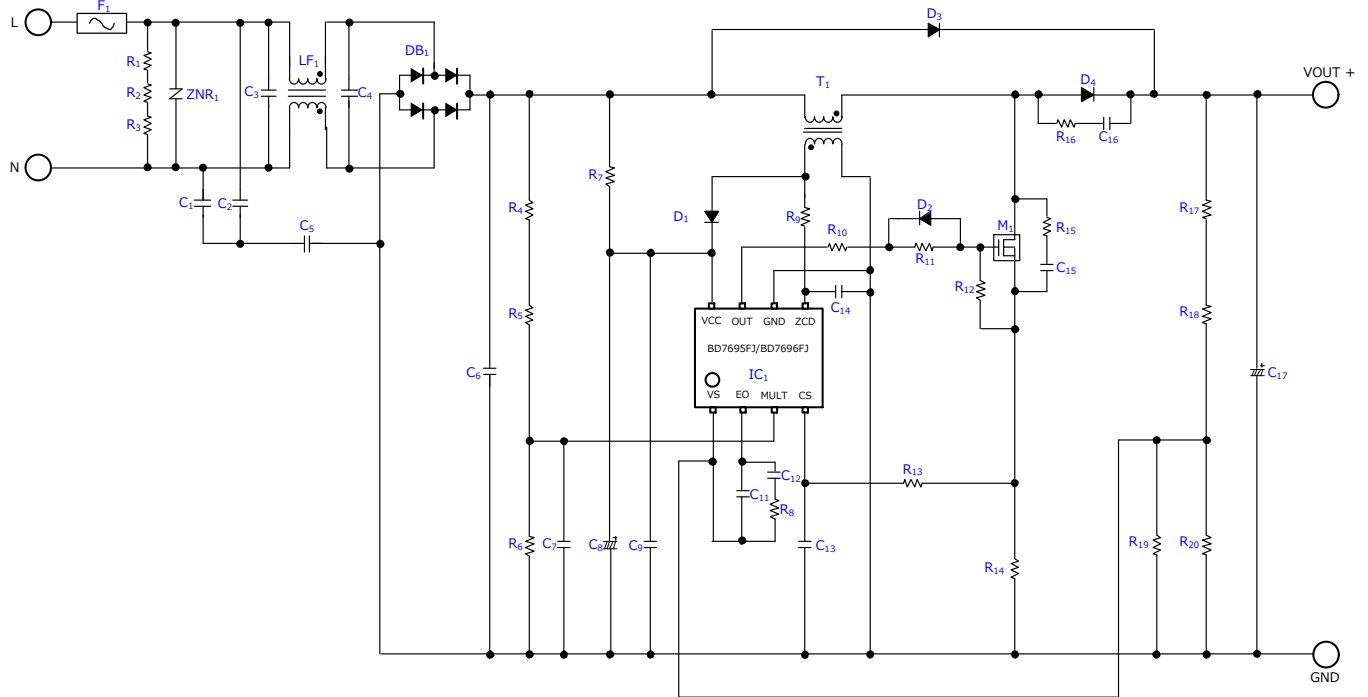 F1
L
N
R1
R2
R3
ZNR1
C3
LF1
C4
DB1
C1
C2
C5
D3
T1
D4
R16
C16
VOUT +
R7
R4
D1
R9
R10
D2
R11
M1
R15
C15
R12
R17
R5
C14
R18
VCC OUT GND ZCD
BD7695FJ/BD7696FJ
IC1
VS EO MULT CS
C6
C17
C12
C11
R8
R13
R6
C7
C8
C9
C13
R14
R19
R20
GND